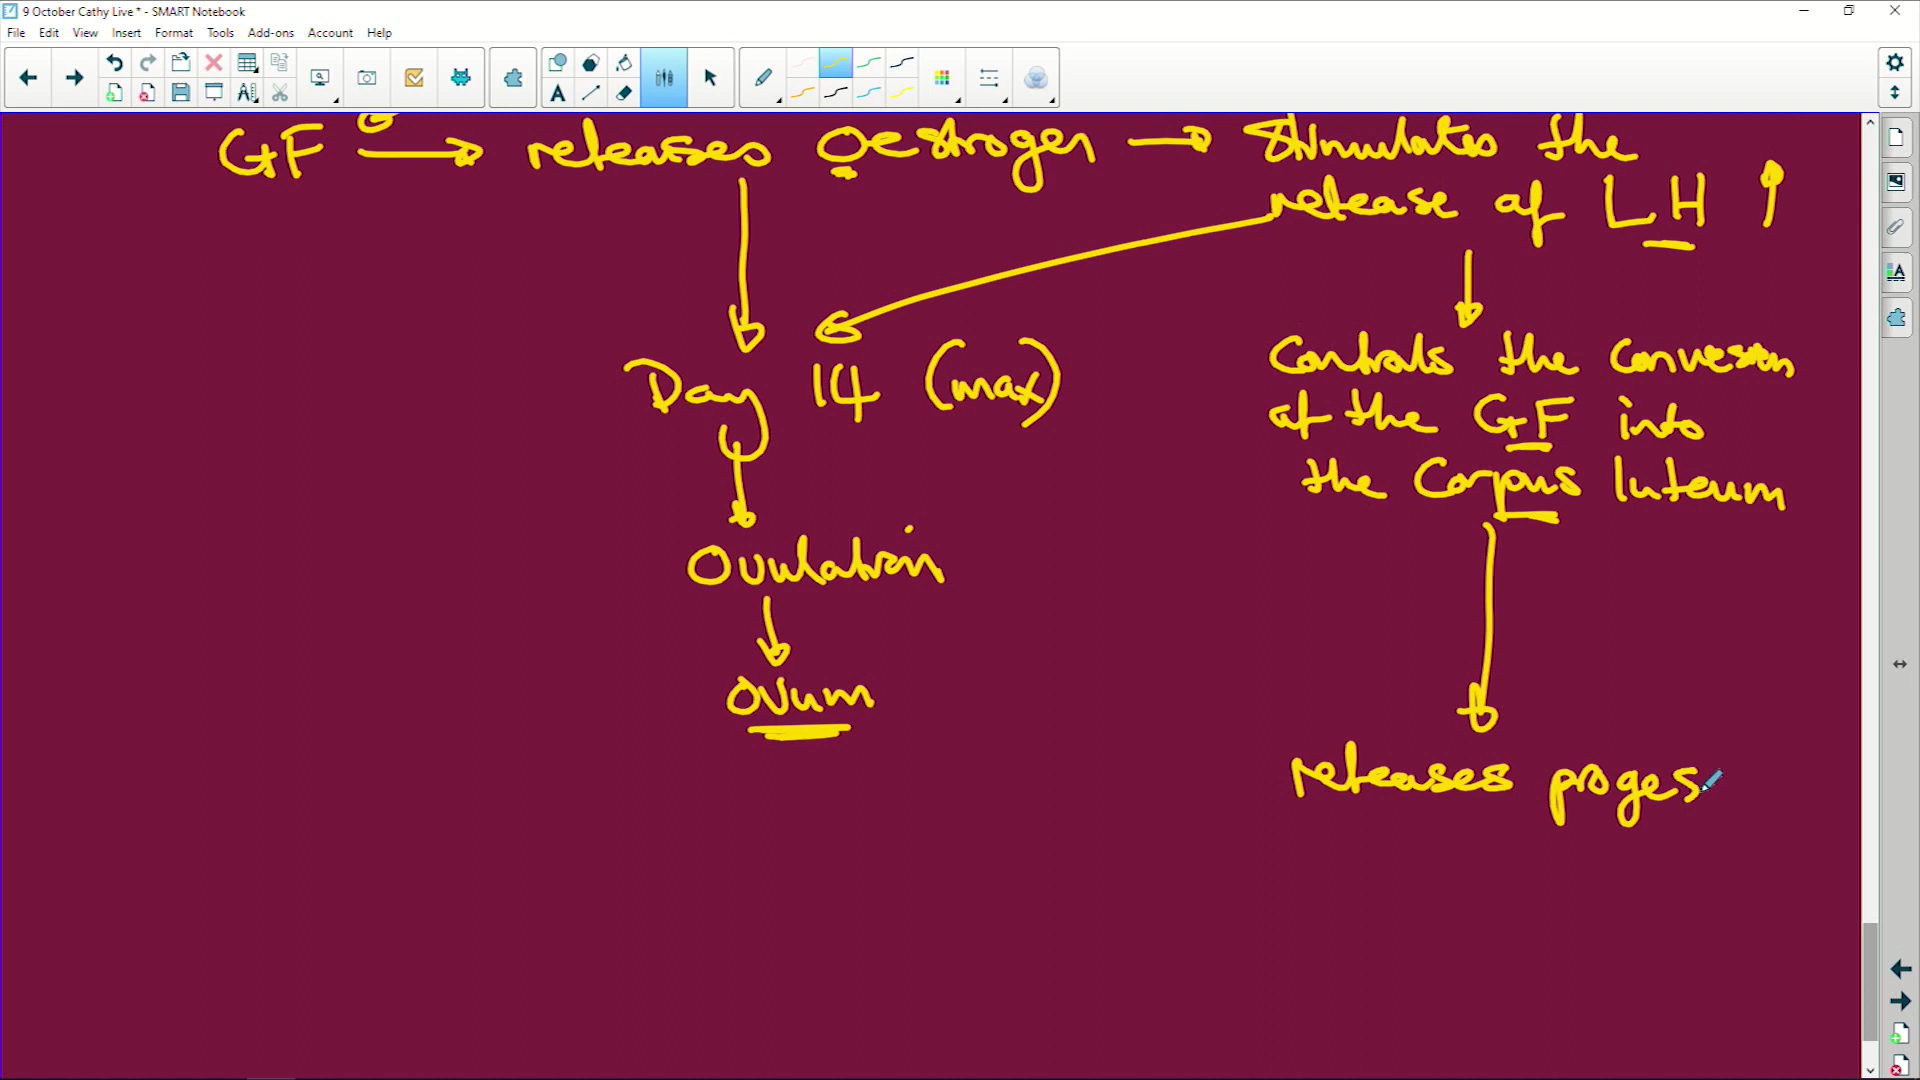 9 October Cathy Live * - SMART Notebook
File Edit View Insert Format Tools Add-ons Account Help
GF → releases Oestrogen → Stimulates the
release of LH ↑
Day 14 (max)
Controls the Conversion
of the GF into
the Corpus luteum
Ovulation
Ovum
releases proges